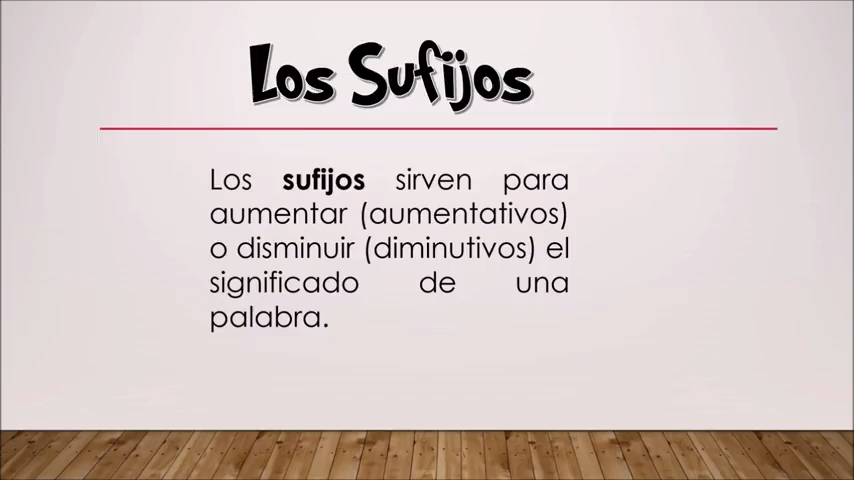 Los Sufijos
Los sufijos sirven para
aumentar (aumentativos)
o disminuir (diminutivos) el
significado de una
palabra.